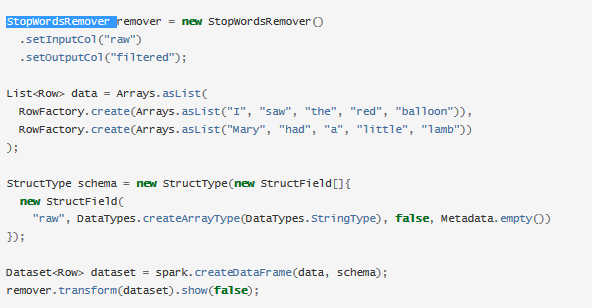 StopWordsRemover remover = new StopWordsRemover()
  .setInputCol("raw")
  .setOutputCol("filtered");

List<Row> data = Arrays.asList(
  RowFactory.create(Arrays.asList("I", "saw", "the", "red", "balloon")),
  RowFactory.create(Arrays.asList("Mary", "had", "a", "little", "lamb"))
);

StructType schema = new StructType(new StructField[]{
  new StructField(
    "raw", DataTypes.createArrayType(DataTypes.StringType), false, Metadata.empty())
});

Dataset<Row> dataset = spark.createDataFrame(data, schema);
remover.transform(dataset).show(false);